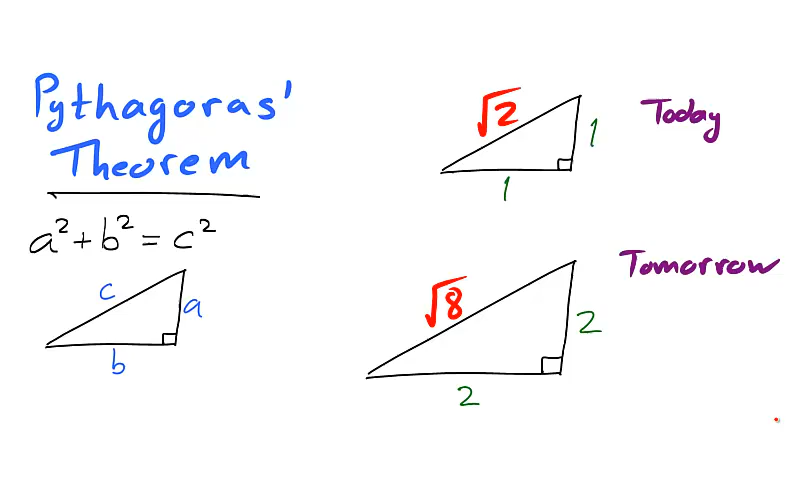 Pythagoras'
Theorem
a² + b² = c²
c
a
b
√2
1
1
Today
√8
2
2
Tomorrow